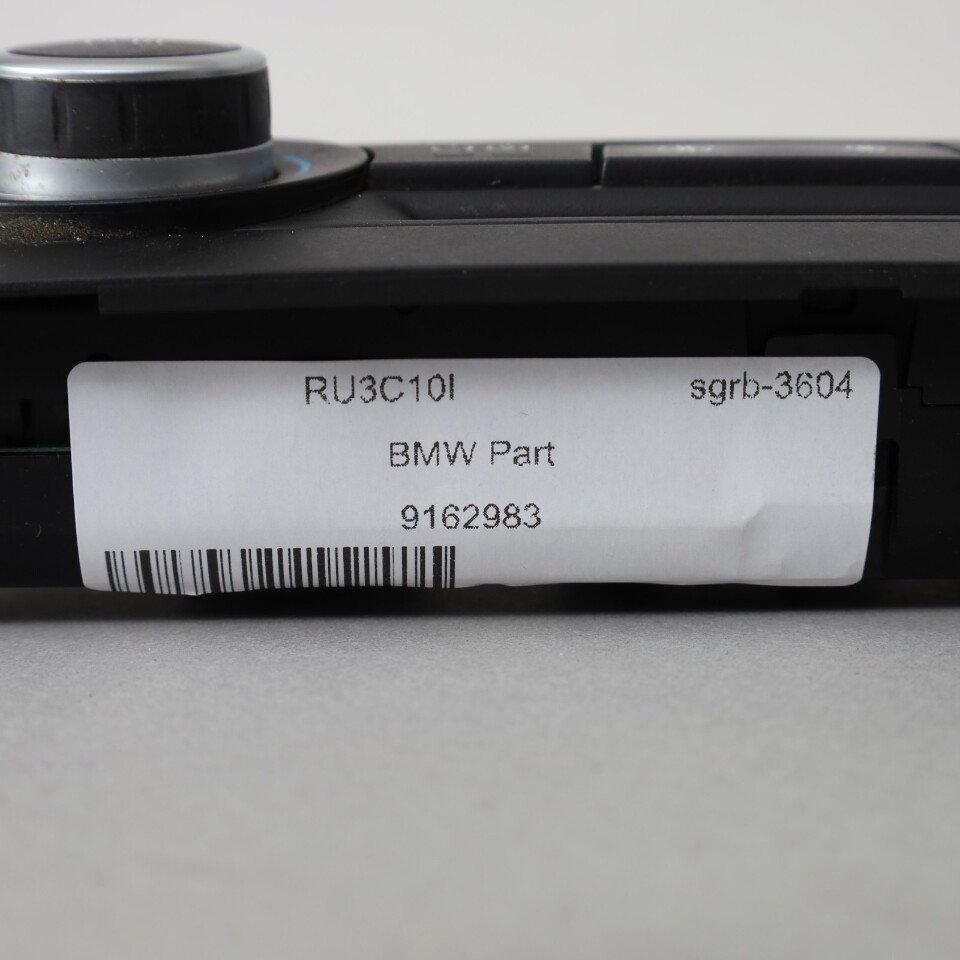 RU3C10I sgrb-3604
BMW Part
9162983